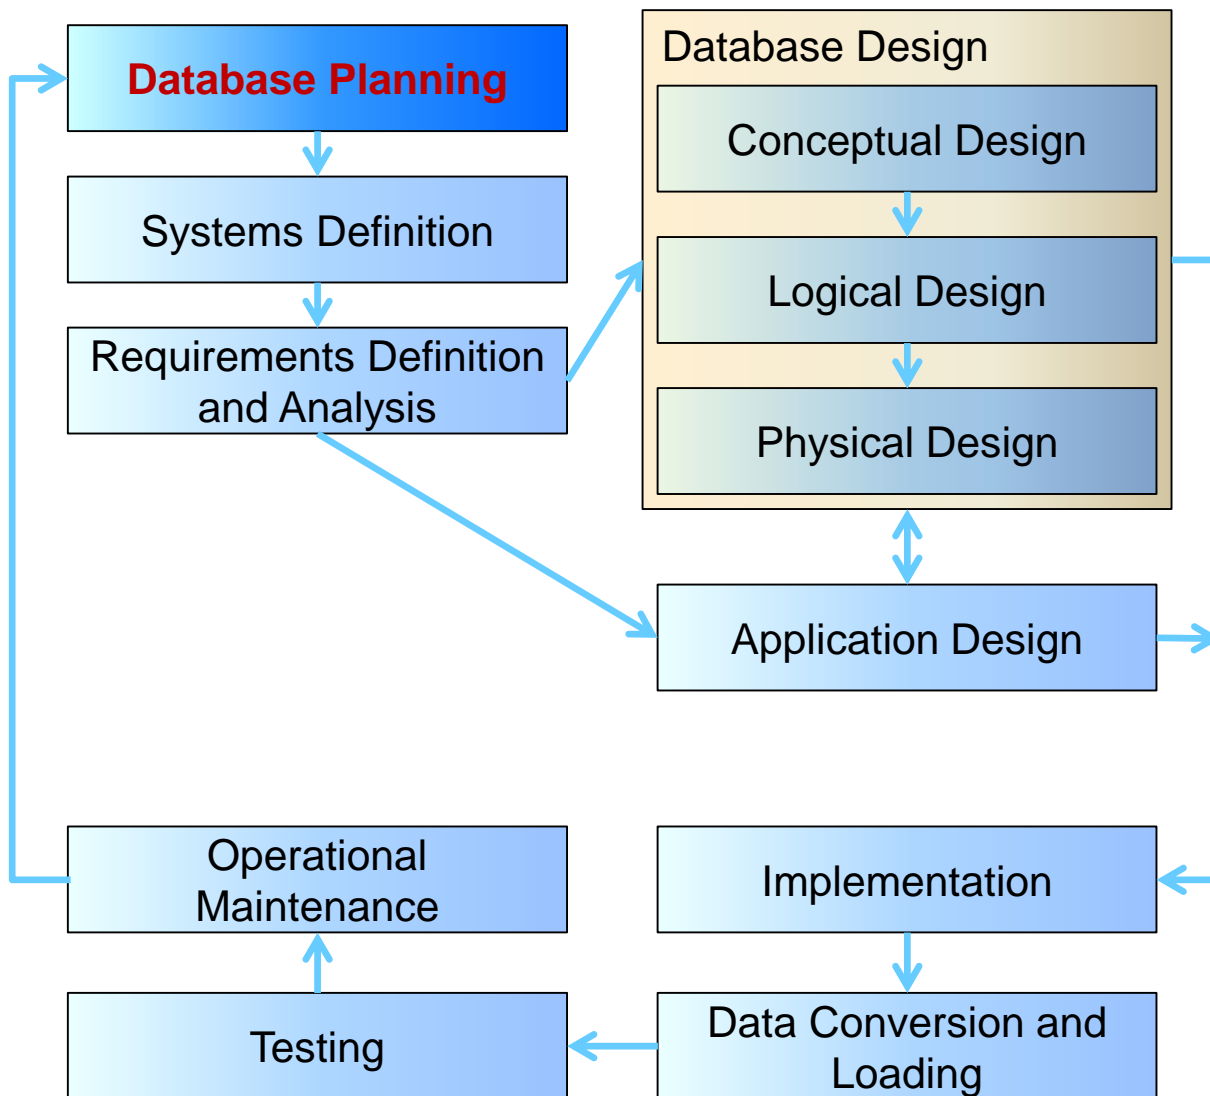 Database Planning
Systems Definition
Requirements Definition
and Analysis
Database Design
Conceptual Design
Logical Design
Physical Design
Application Design
Implementation
Data Conversion and
Loading
Testing
Operational
Maintenance